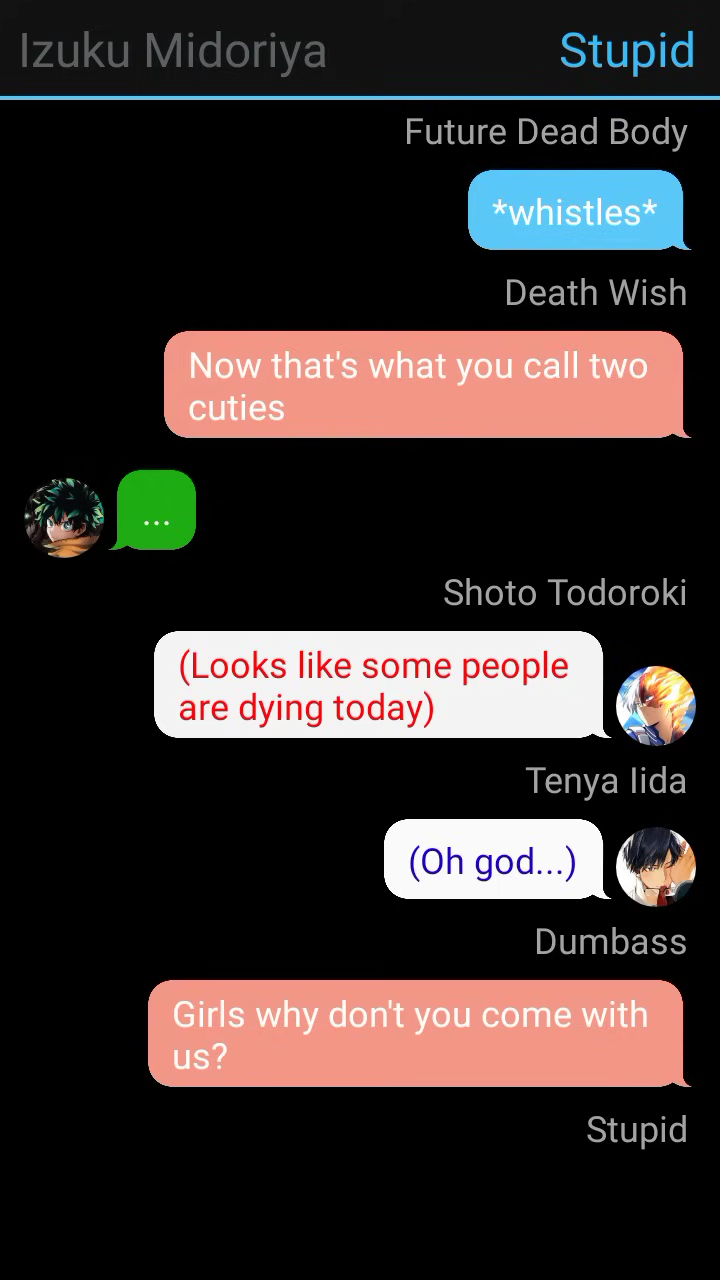 Izuku Midoriya
Stupid
Future Dead Body
*whistles*
Death Wish
Now that's what you call two
cuties
...
Shoto Todoroki
(Looks like some people
are dying today)
Tenya Iida
(Oh god...)
Dumbass
Girls why don't you come with
us?
Stupid